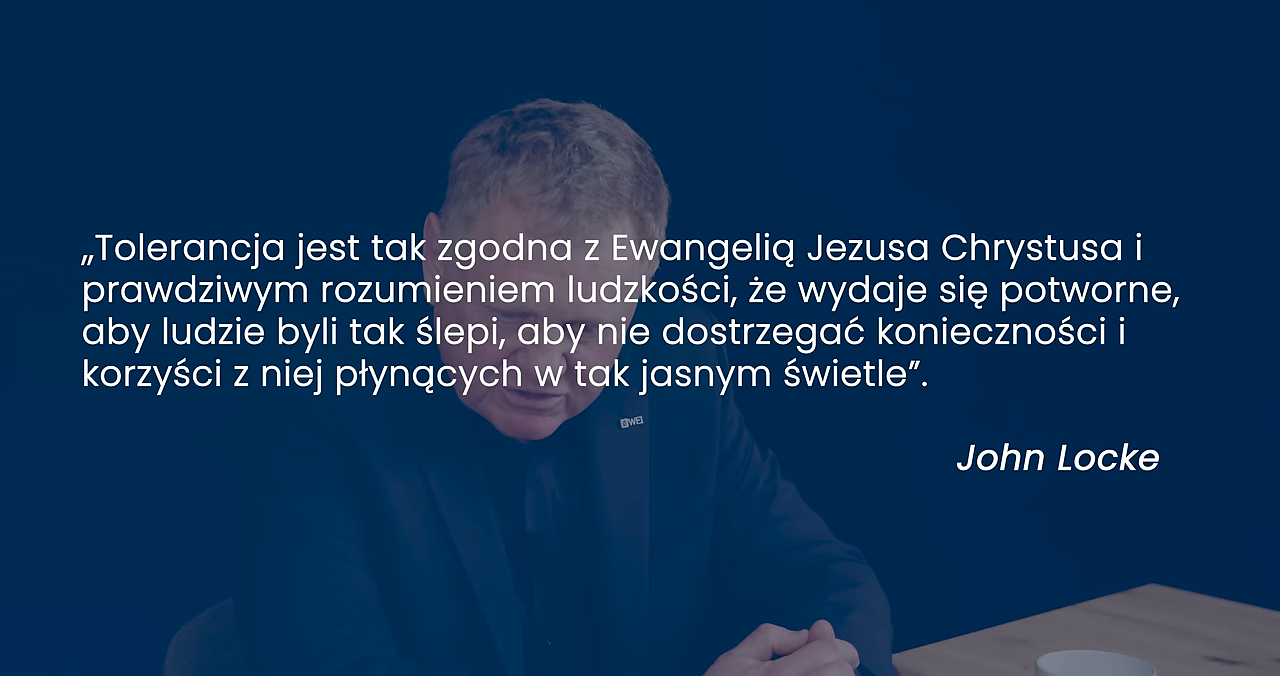 „Tolerancja jest tak zgodna z Ewangelią Jezusa Chrystusa i
prawdziwym rozumieniem ludzkości, że wydaje się potworne,
aby ludzie byli tak ślepi, aby nie dostrzegać konieczności i
korzyści z niej płynących w tak jasnym świetle”.
John Locke
WEI